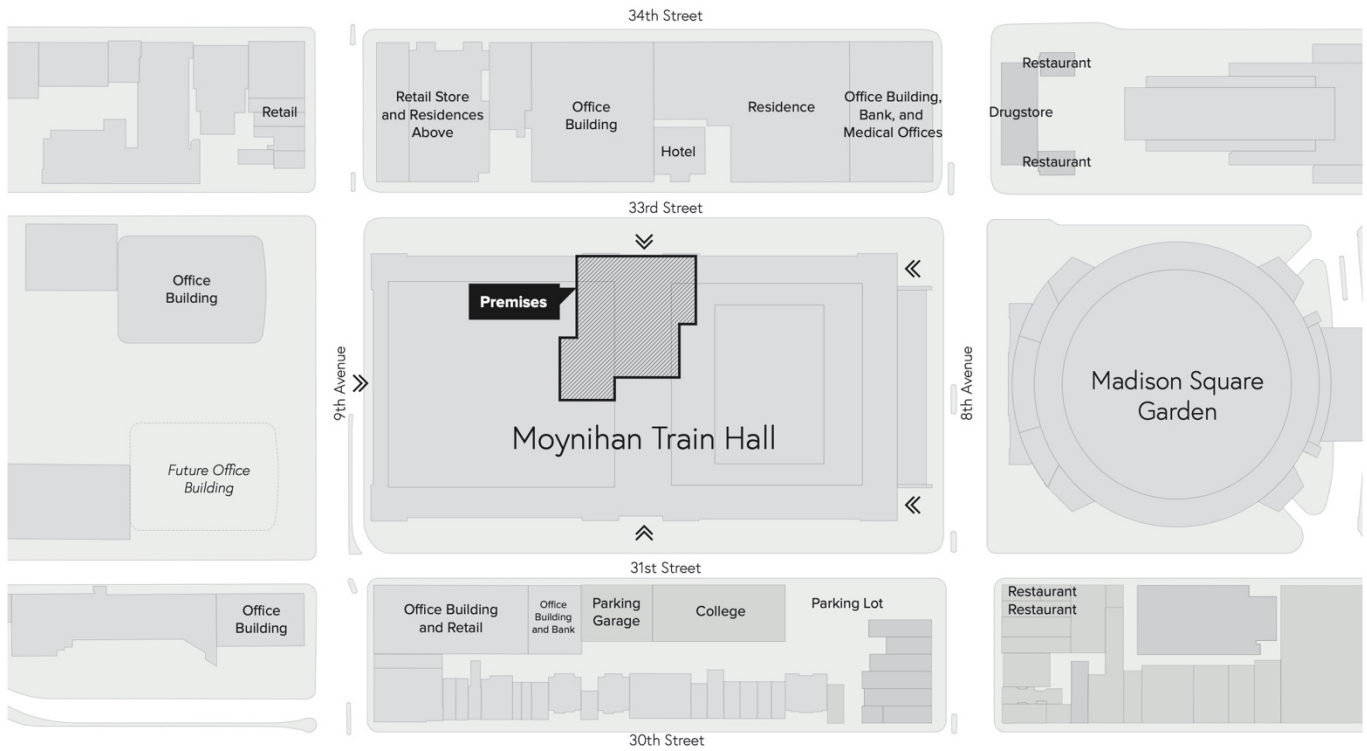 34th Street
Retail
Retail Store
and Residences
Above
Office
Building
Hotel
Residence
Office Building,
Bank, and
Medical Offices
Restaurant
Drugstore
Restaurant
33rd Street
Office
Building
Future Office
Building
9th Avenue
Premises
Moynihan Train Hall
8th Avenue
Madison Square
Garden
31st Street
Office
Building
Office Building
and Retail
Office
Building
and Bank
Parking
Garage
College
Parking Lot
Restaurant
Restaurant
30th Street